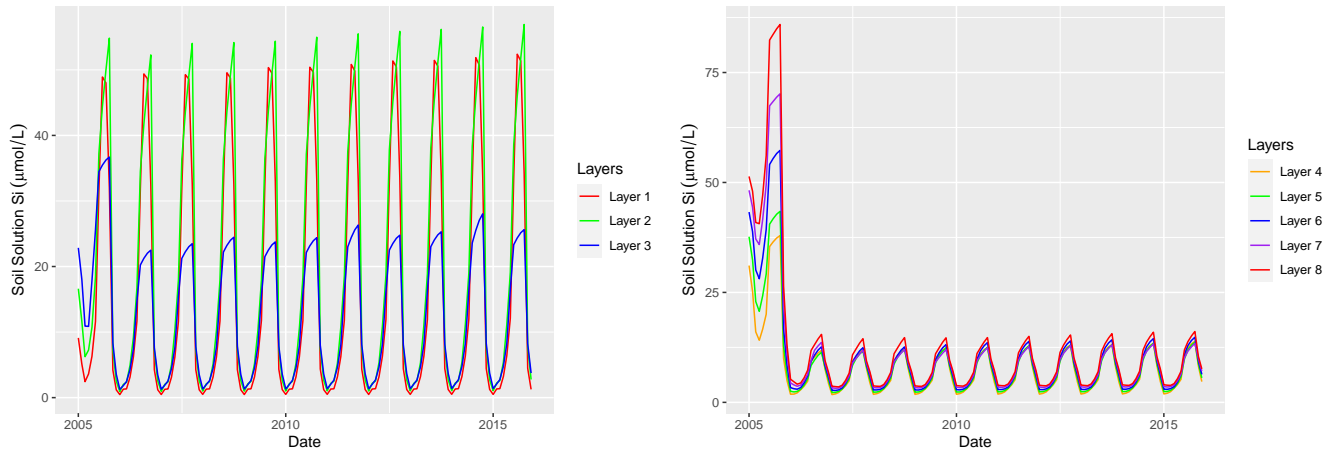 Soil Solution Si (μmol/L)
40
20
0
2005
2010
2015
Date
Layers
Layer 1
Layer 2
Layer 3
Soil Solution Si (μmol/L)
75
50
25
0
2005
2010
2015
Date
Layers
Layer 4
Layer 5
Layer 6
Layer 7
Layer 8